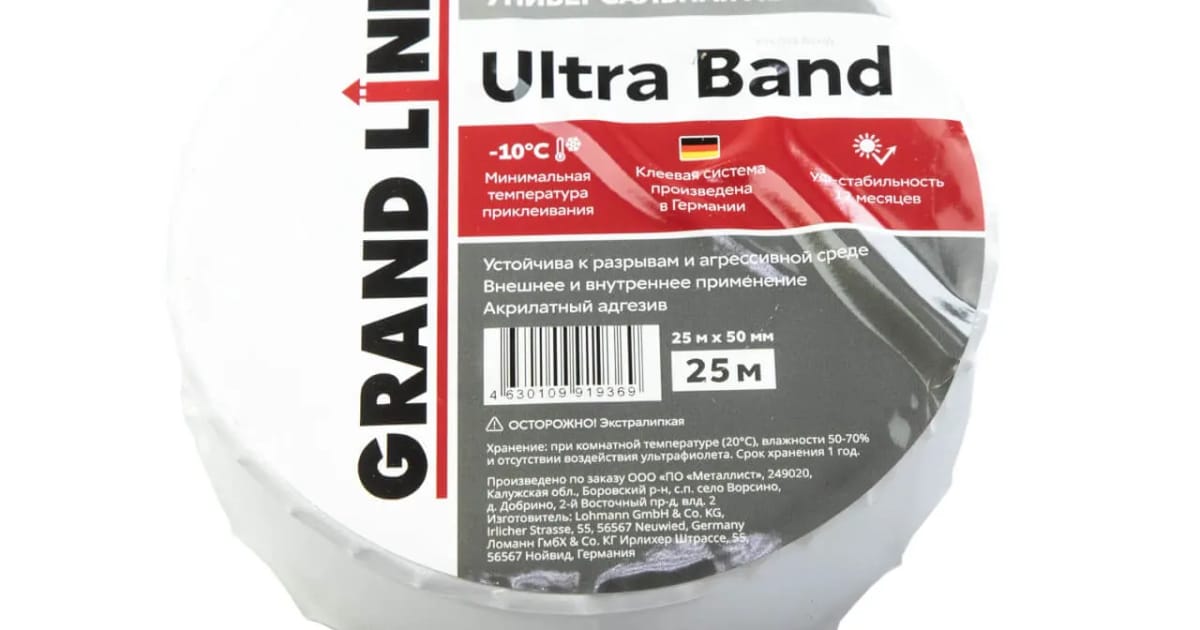 GRAND LINE
УНИВЕРСАЛЬНАЯ
Ultra Band
-10°C
Минимальная
температура
приклеивания
Клеевая система
произведена
в Германии
УФ-стабильность
12 месяцев
Устойчива к разрывам и агрессивной среде
Внешнее и внутреннее применение
Акрилатный адгезив
25 м x 50 мм
25 м
4 630109 919369
ОСТОРОЖНО! Экстралипкая
Хранение: при комнатной температуре (20°C), влажности 50-70%
и отсутствии воздействия ультрафиолета. Срок хранения 1 год.
Произведено по заказу ООО «ПО «Металлист», 249020,
Калужская обл., Боровский р-н, с.п. село Ворсино,
д. Добрино, 2-й Восточный пр-д, влд. 2
Изготовитель: Lohmann GmbH & Co. KG,
Irlicher Strasse, 55, 56567 Neuwied, Germany
Ломанн ГмбХ & Co. КГ Ирлихер Штрассе, 55,
56567 Нойвид, Германия